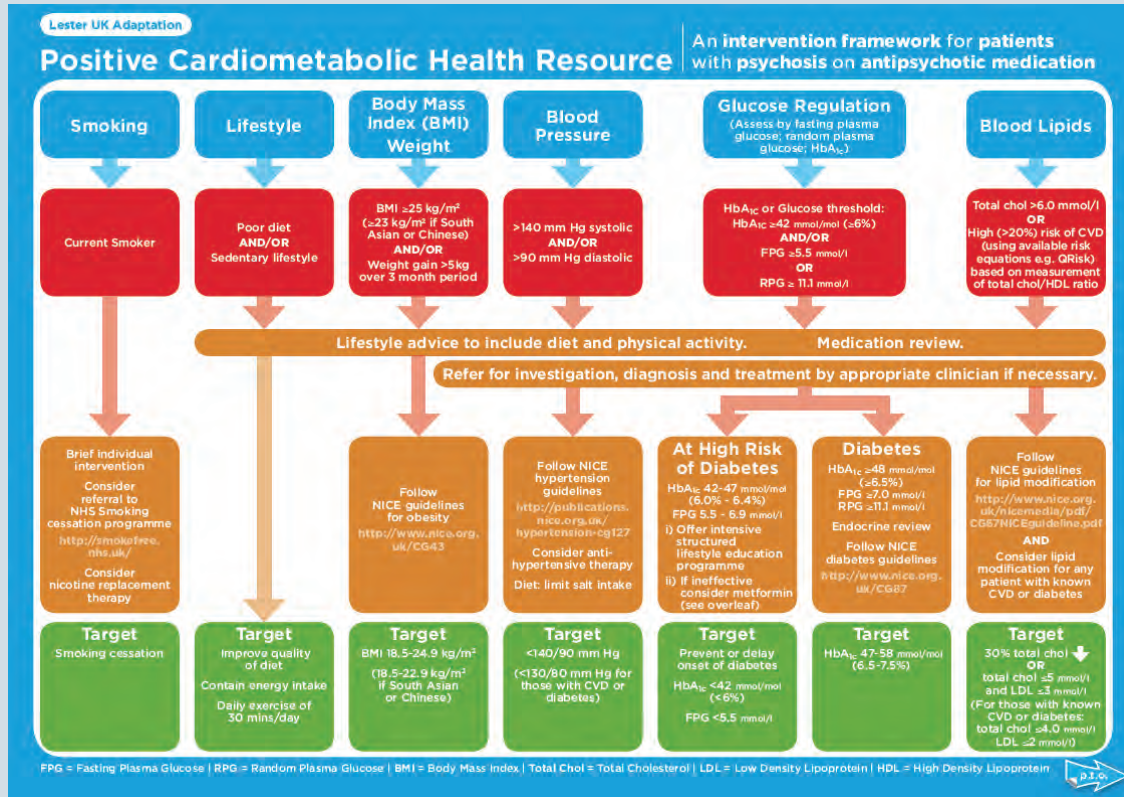 Lester UK Adaptation
Positive Cardiometabolic Health Resource
An intervention framework for patients
with psychosis on antipsychotic medication
Smoking
Lifestyle
Body Mass
Index (BMI)
Weight
Blood
Pressure
Glucose Regulation
(Assess by fasting plasma
glucose; random plasma
glucose; HbA1c)
Blood Lipids
Current Smoker
Poor diet
AND/OR
Sedentary lifestyle
BMI ≥25 kg/m²
(≥23 kg/m² if South
Asian or Chinese)
AND/OR
Weight gain >5kg
over 3 month period
>140 mm Hg systolic
AND/OR
>90 mm Hg diastolic
HbA1C or Glucose threshold:
HbA1C ≥42 mmol/mol (≥6%)
AND/OR
FPG ≥5.5 mmol/l
OR
RPG ≥ 11.1 mmol/l
Total chol >6.0 mmol/l
OR
High (>20%) risk of CVD
(using available risk
equations e.g. QRisk)
based on measurement
of total chol/HDL ratio
Lifestyle advice to include diet and physical activity. Medication review.
Refer for investigation, diagnosis and treatment by appropriate clinician if necessary.
Brief individual
intervention
Consider
referral to
NHS Smoking
cessation programme
http://smokefree.
nhs.uk/
Consider
nicotine replacement
therapy
Follow
NICE guidelines
for obesity
http://www.nice.org.
uk/CG43
Follow NICE
hypertension
guidelines
http://publications.
nice.org.uk/
hypertension-cg127
Consider anti-
hypertensive therapy
Diet: limit salt intake
At High Risk
of Diabetes
HbA1c 42-47 mmol/mol
(6.0% - 6.4%)
FPG 5.5 - 6.9 mmol/l
i) Offer intensive
structured
lifestyle education
programme
ii) If ineffective
consider metformin
(see overleaf)
Diabetes
HbA1c ≥48 mmol/mol
(≥6.5%)
FPG ≥7.0 mmol/l
RPG ≥11.1 mmol/l
Endocrine review
Follow NICE
diabetes guidelines
http://www.nice.org.
uk/CG87
Follow
NICE guidelines
for lipid modification
http://www.nice.org.
uk/nicemedia/pdf/
CG67NICEguideline.pdf
AND
Consider lipid
modification for any
patient with known
CVD or diabetes
Target
Smoking cessation
Target
Improve quality
of diet
Contain energy intake
Daily exercise of
30 mins/day
Target
BMI 18.5-24.9 kg/m²
(18.5-22.9 kg/m²
if South Asian
or Chinese)
Target
<140/90 mm Hg
(<130/80 mm Hg for
those with CVD or
diabetes)
Target
Prevent or delay
onset of diabetes
HbA1c <42 mmol/mol
(<6%)
FPG <5.5 mmol/l
Target
HbA1c 47-58 mmol/mol
(6.5-7.5%)
Target
30% total chol
OR
total chol ≤5 mmol/l
and LDL ≤3 mmol/l
(For those with known
CVD or diabetes:
total chol ≤4.0 mmol/l
LDL ≤2 mmol/l)
FPG = Fasting Plasma Glucose | RPG = Random Plasma Glucose | BMI = Body Mass Index | Total Chol = Total Cholesterol | LDL = Low Density Lipoprotein | HDL = High Density Lipoprotein
p.t.o.